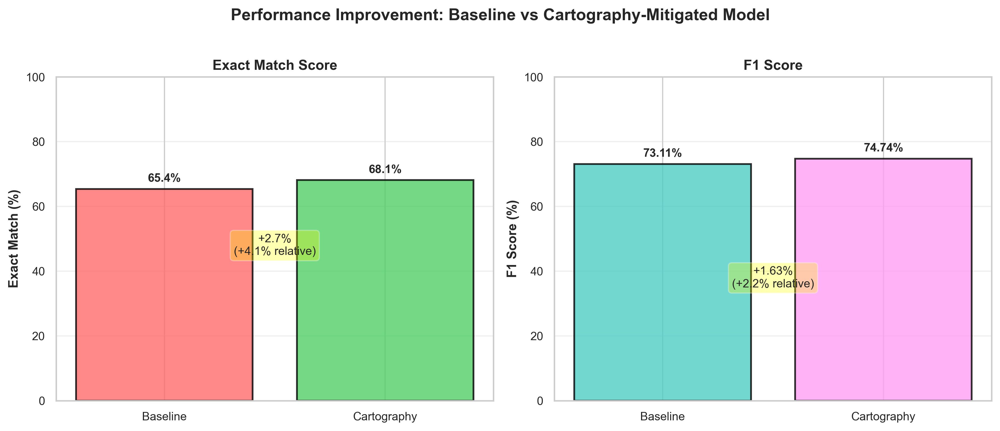 Performance Improvement: Baseline vs Cartography-Mitigated Model
Exact Match Score
Exact Match (%)
100
80
60
40
20
0
65.4%
68.1%
+2.7%
(+4.1% relative)
Baseline
Cartography
F1 Score
F1 Score (%)
100
80
60
40
20
0
73.11%
74.74%
+1.63%
(+2.2% relative)
Baseline
Cartography